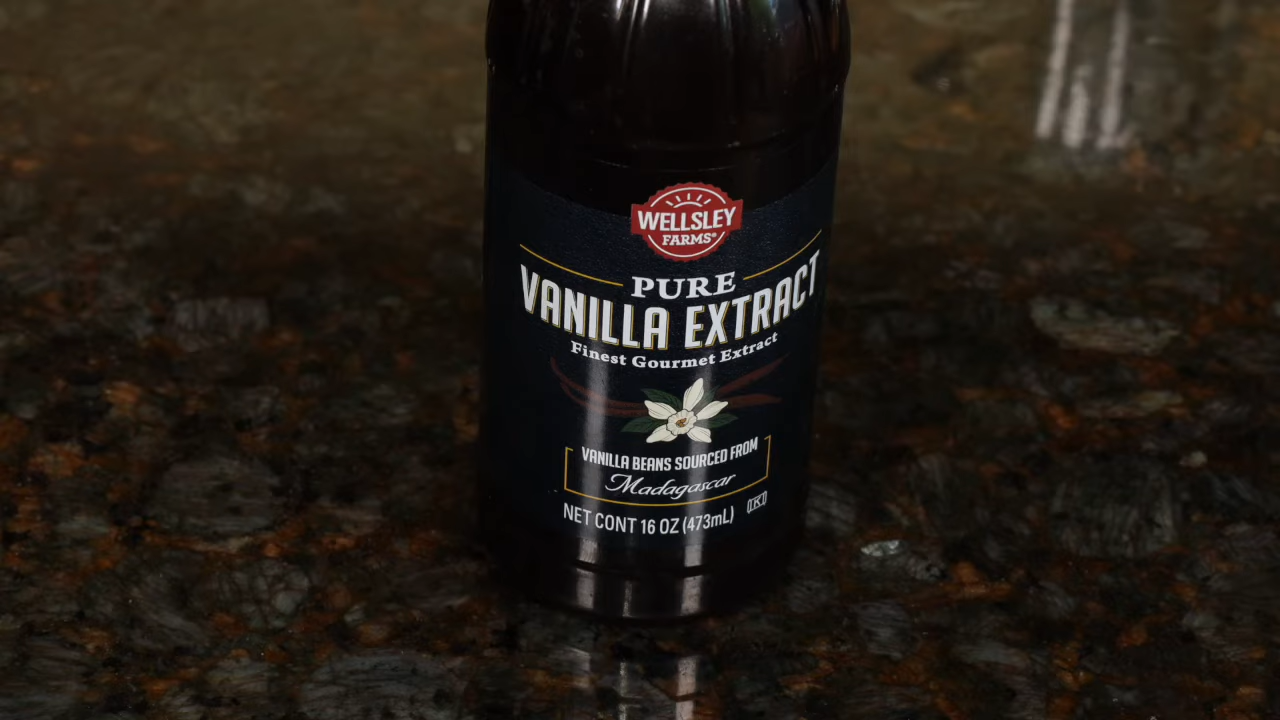 WELLSLEY
FARMS®
PURE
VANILLA EXTRACT
Finest Gourmet Extract
VANILLA BEANS SOURCED FROM
Madagascar
NET CONT 16 OZ (473mL)
K